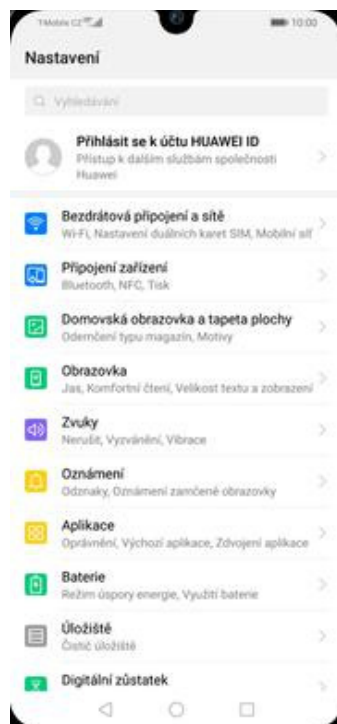 T-Mobile CZ
10:00
Nastavení
Vyhledávání
Přihlásit se k účtu HUAWEI ID
Přístup k dalším službám společnosti
Huawei
Bezdrátová připojení a sítě
Wi-Fi, Nastavení duálních karet SIM, Mobilní síť
Připojení zařízení
Bluetooth, NFC, Tisk
Domovská obrazovka a tapeta plochy
Odemčení typu magazín, Motivy
Obrazovka
Jas, Komfortní čtení, Velikost textu a zobrazení
Zvuky
Nerušit, Vyzvánění, Vibrace
Oznámení
Odznaky, Oznámení zamčené obrazovky
Aplikace
Oprávnění, Výchozí aplikace, Zdvojení aplikace
Baterie
Režim úspory energie, Využití baterie
Úložiště
Čistič úložiště
Digitální zůstatek